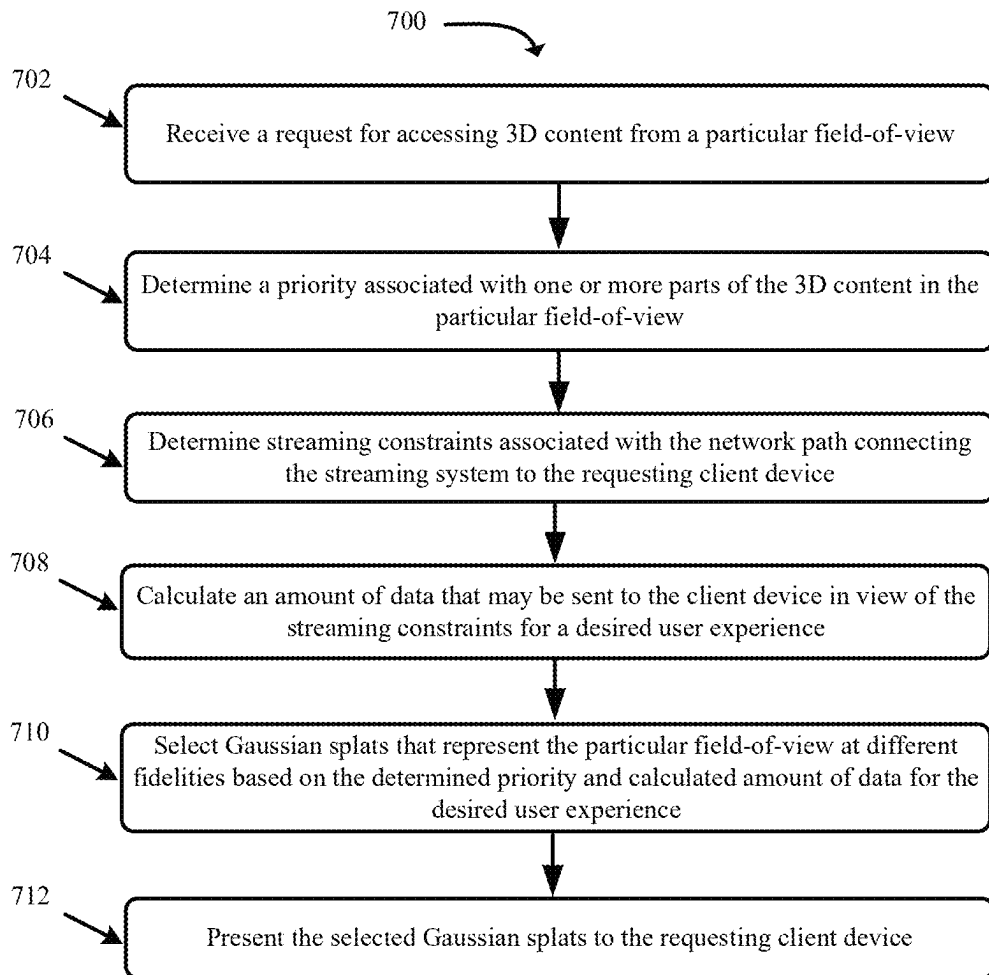 700
702
Receive a request for accessing 3D content from a particular field-of-view
704
Determine a priority associated with one or more parts of the 3D content in the
particular field-of-view
706
Determine streaming constraints associated with the network path connecting
the streaming system to the requesting client device
708
Calculate an amount of data that may be sent to the client device in view of the
streaming constraints for a desired user experience
710
Select Gaussian splats that represent the particular field-of-view at different
fidelities based on the determined priority and calculated amount of data for the
desired user experience
712
Present the selected Gaussian splats to the requesting client device